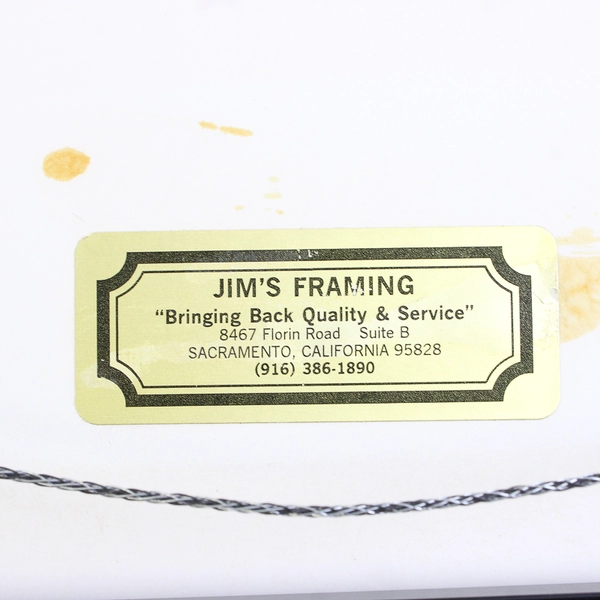 JIM'S FRAMING
"Bringing Back Quality & Service"
8467 Florin Road Suite B
SACRAMENTO, CALIFORNIA 95828
(916) 386-1890